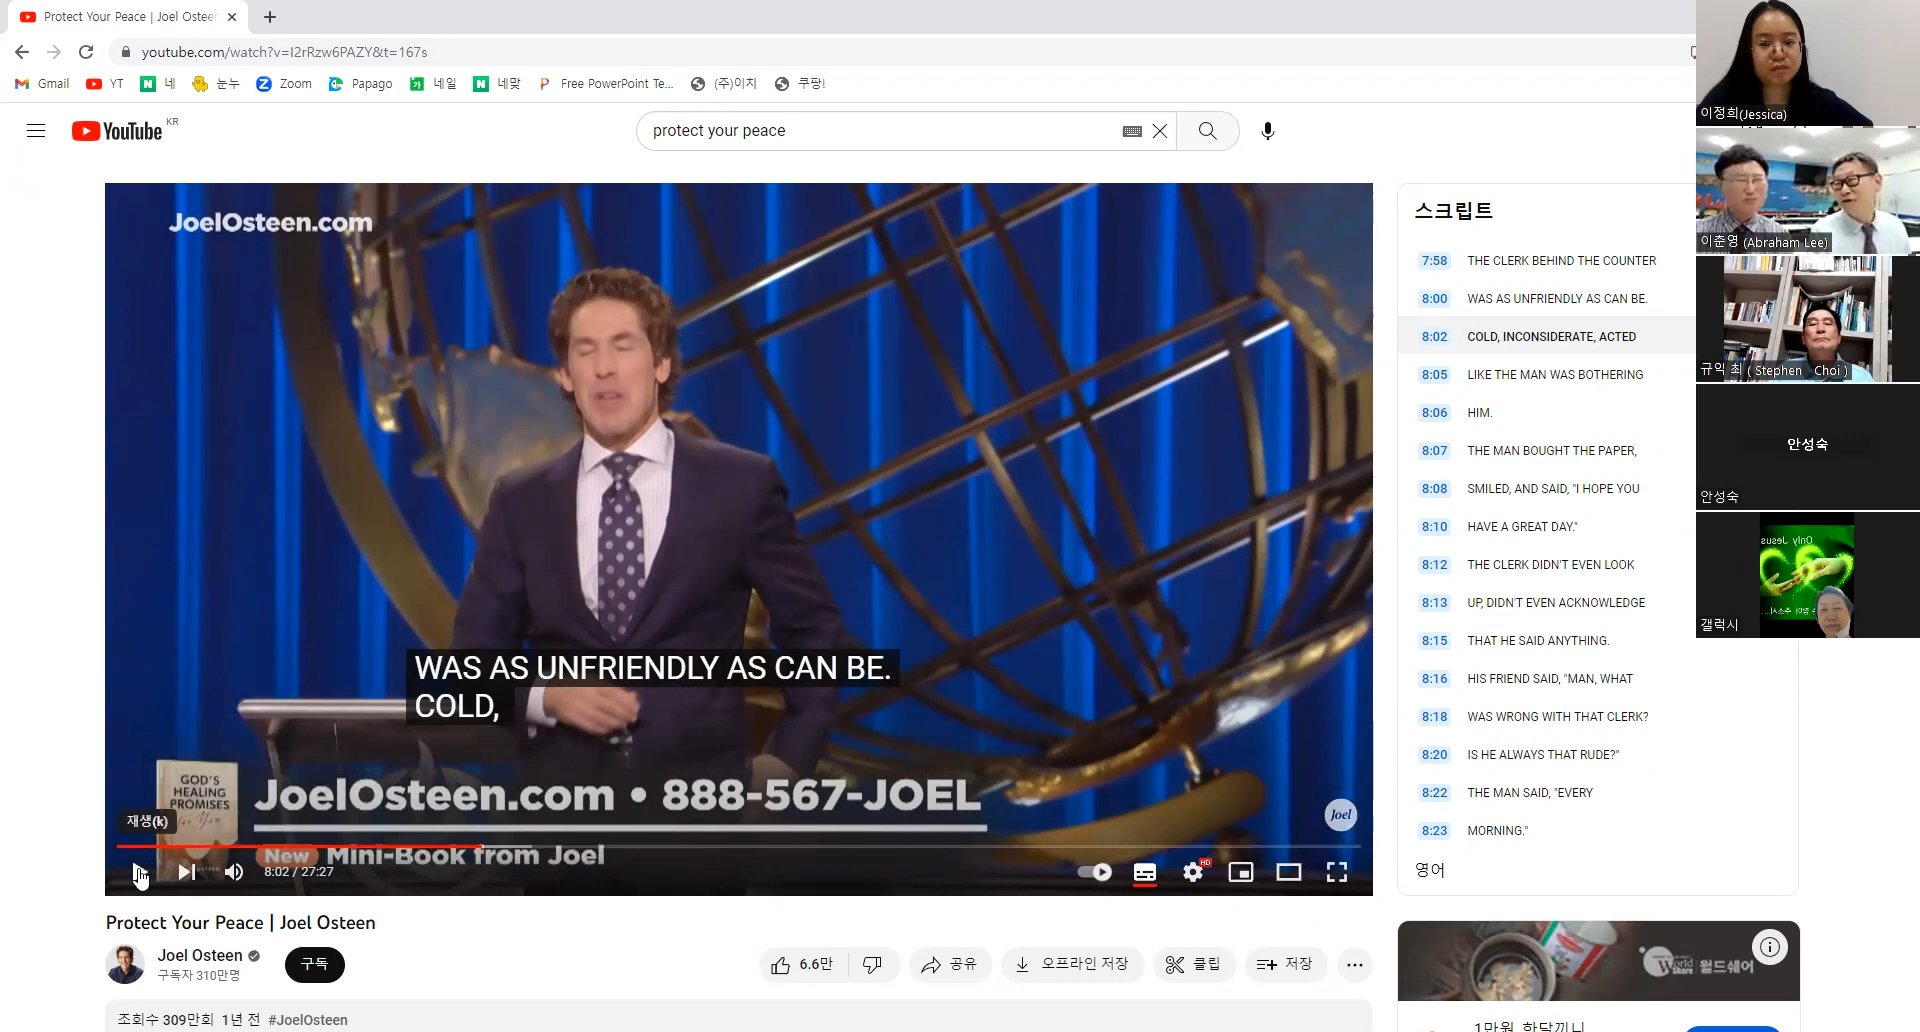 Protect Your Peace | Joel Osteen
youtube.com/watch?v=I2rRzw6PAZY&t=167s
Gmail
YT
네
눈누
Zoom
Papago
네일
네맞
Free PowerPoint Te...
(주)이치
쿠팡!
YouTube KR
protect your peace
이정희(Jessica)
이춘영 (Abraham Lee)
규익 최 ( Stephen Choi )
안성숙
안성숙
Only Jesus
갤럭시
JoelOsteen.com
WAS AS UNFRIENDLY AS CAN BE.
COLD,
GOD'S
HEALING
PROMISES
for You
JoelOsteen.com • 888-567-JOEL
Joel
재생(k)
New Mini-Book from Joel
8:02 / 27:27
HD
스크립트
7:58 THE CLERK BEHIND THE COUNTER
8:00 WAS AS UNFRIENDLY AS CAN BE.
8:02 COLD, INCONSIDERATE, ACTED
8:05 LIKE THE MAN WAS BOTHERING
8:06 HIM.
8:07 THE MAN BOUGHT THE PAPER,
8:08 SMILED, AND SAID, "I HOPE YOU
8:10 HAVE A GREAT DAY."
8:12 THE CLERK DIDN'T EVEN LOOK
8:13 UP, DIDN'T EVEN ACKNOWLEDGE
8:15 THAT HE SAID ANYTHING.
8:16 HIS FRIEND SAID, "MAN, WHAT
8:18 WAS WRONG WITH THAT CLERK?
8:20 IS HE ALWAYS THAT RUDE?"
8:22 THE MAN SAID, "EVERY
8:23 MORNING."
영어
Protect Your Peace | Joel Osteen
Joel Osteen
구독자 310만명
구독
6.6만
공유
오프라인 저장
클립
저장
조회수 309만회 1년 전 #JoelOsteen
World Share 월드쉐어
1만원, 한달끼니